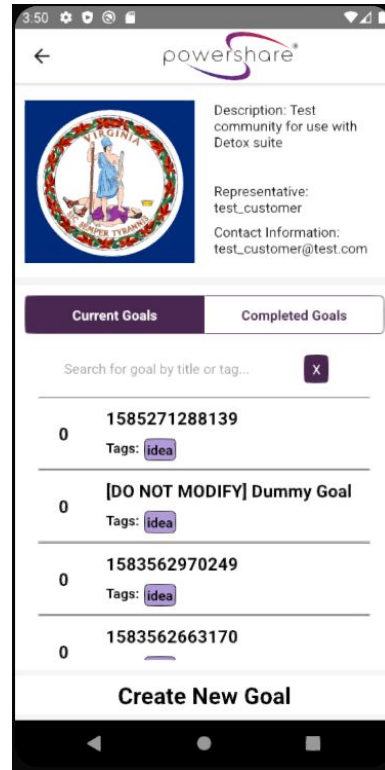 3:50
powershare®
VIRGINIA
SIC SEMPER TYRANNIS
Description: Test
community for use with
Detox suite
Representative:
test_customer
Contact Information:
test_customer@test.com
Current Goals Completed Goals
Search for goal by title or tag... X
1585271288139
0
Tags: idea
[DO NOT MODIFY] Dummy Goal
0
Tags: idea
1583562970249
0
Tags: idea
1583562663170
0
Create New Goal